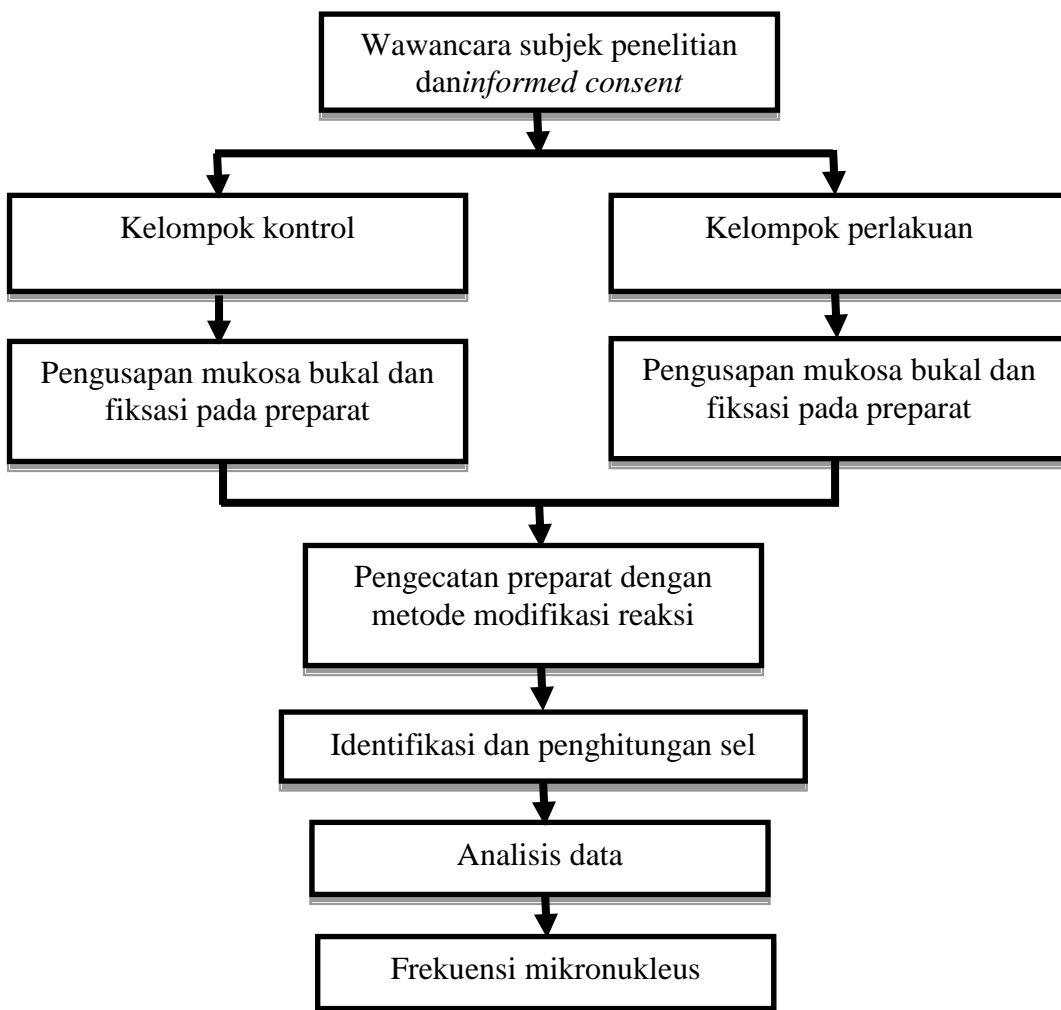 Wawancara subjek penelitian
daninformed consent
Kelompok kontrol
Kelompok perlakuan
Pengusapan mukosa bukal dan
fiksasi pada preparat
Pengusapan mukosa bukal dan
fiksasi pada preparat
Pengecatan preparat dengan
metode modifikasi reaksi
Identifikasi dan penghitungan sel
Analisis data
Frekuensi mikronukleus